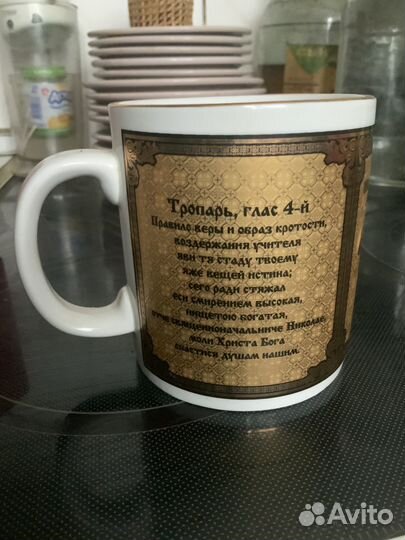 Тропарь, глас 4-й
Правило веры и образ кротости,
воздержания учителя
яви тя стаду твоему
яже вещей истина;
сего ради стяжал
еси смирением высокая,
нищетою богатая,
отче священноначальниче Николае,
моли Христа Бога
спастися душам нашим.
Avito